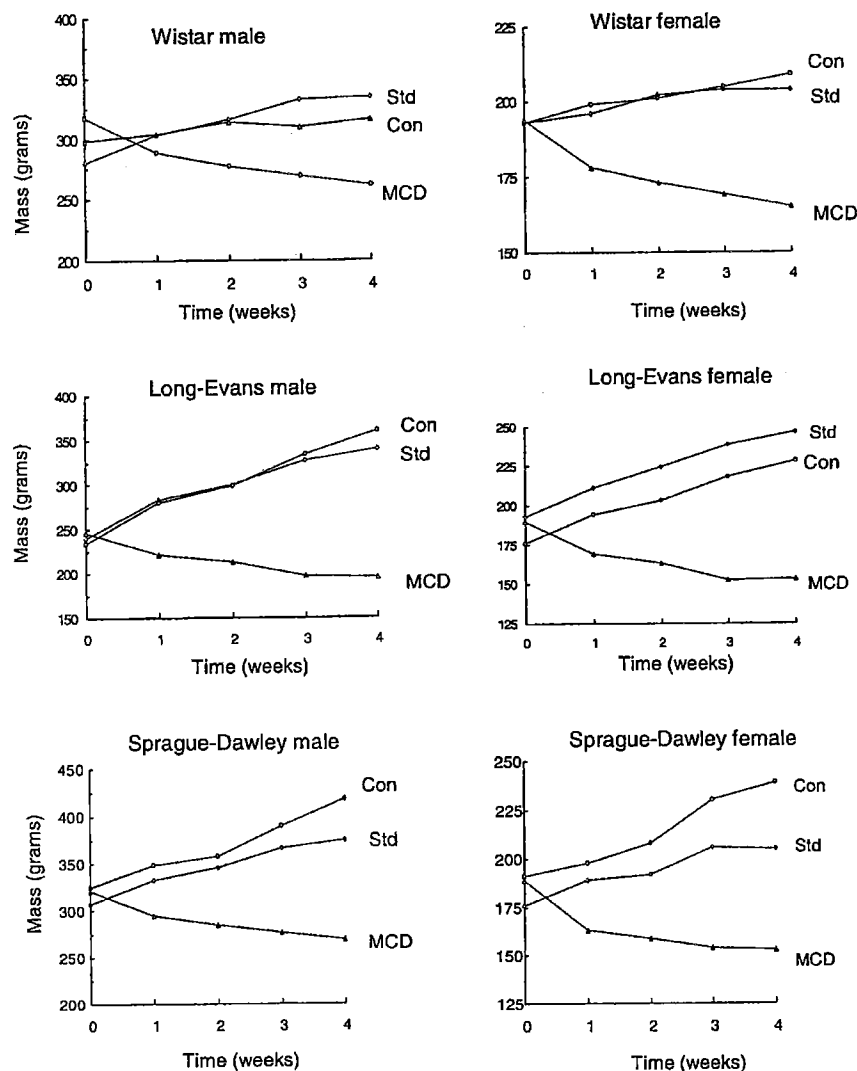 Wistar male
400
350
300
250
200
Mass (grams)
Std
Con
MCD
0 1 2 3 4
Time (weeks)
Wistar female
225
200
175
150
Con
Std
MCD
0 1 2 3 4
Time (weeks)
Long-Evans male
400
350
300
250
200
150
Mass (grams)
Con
Std
MCD
0 1 2 3 4
Time (weeks)
Long-Evans female
250
225
200
175
150
125
Std
Con
MCD
0 1 2 3 4
Time (weeks)
Sprague-Dawley male
450
400
350
300
250
200
Mass (grams)
Con
Std
MCD
0 1 2 3 4
Time (weeks)
Sprague-Dawley female
250
225
200
175
150
125
Con
Std
MCD
0 1 2 3 4
Time (weeks)